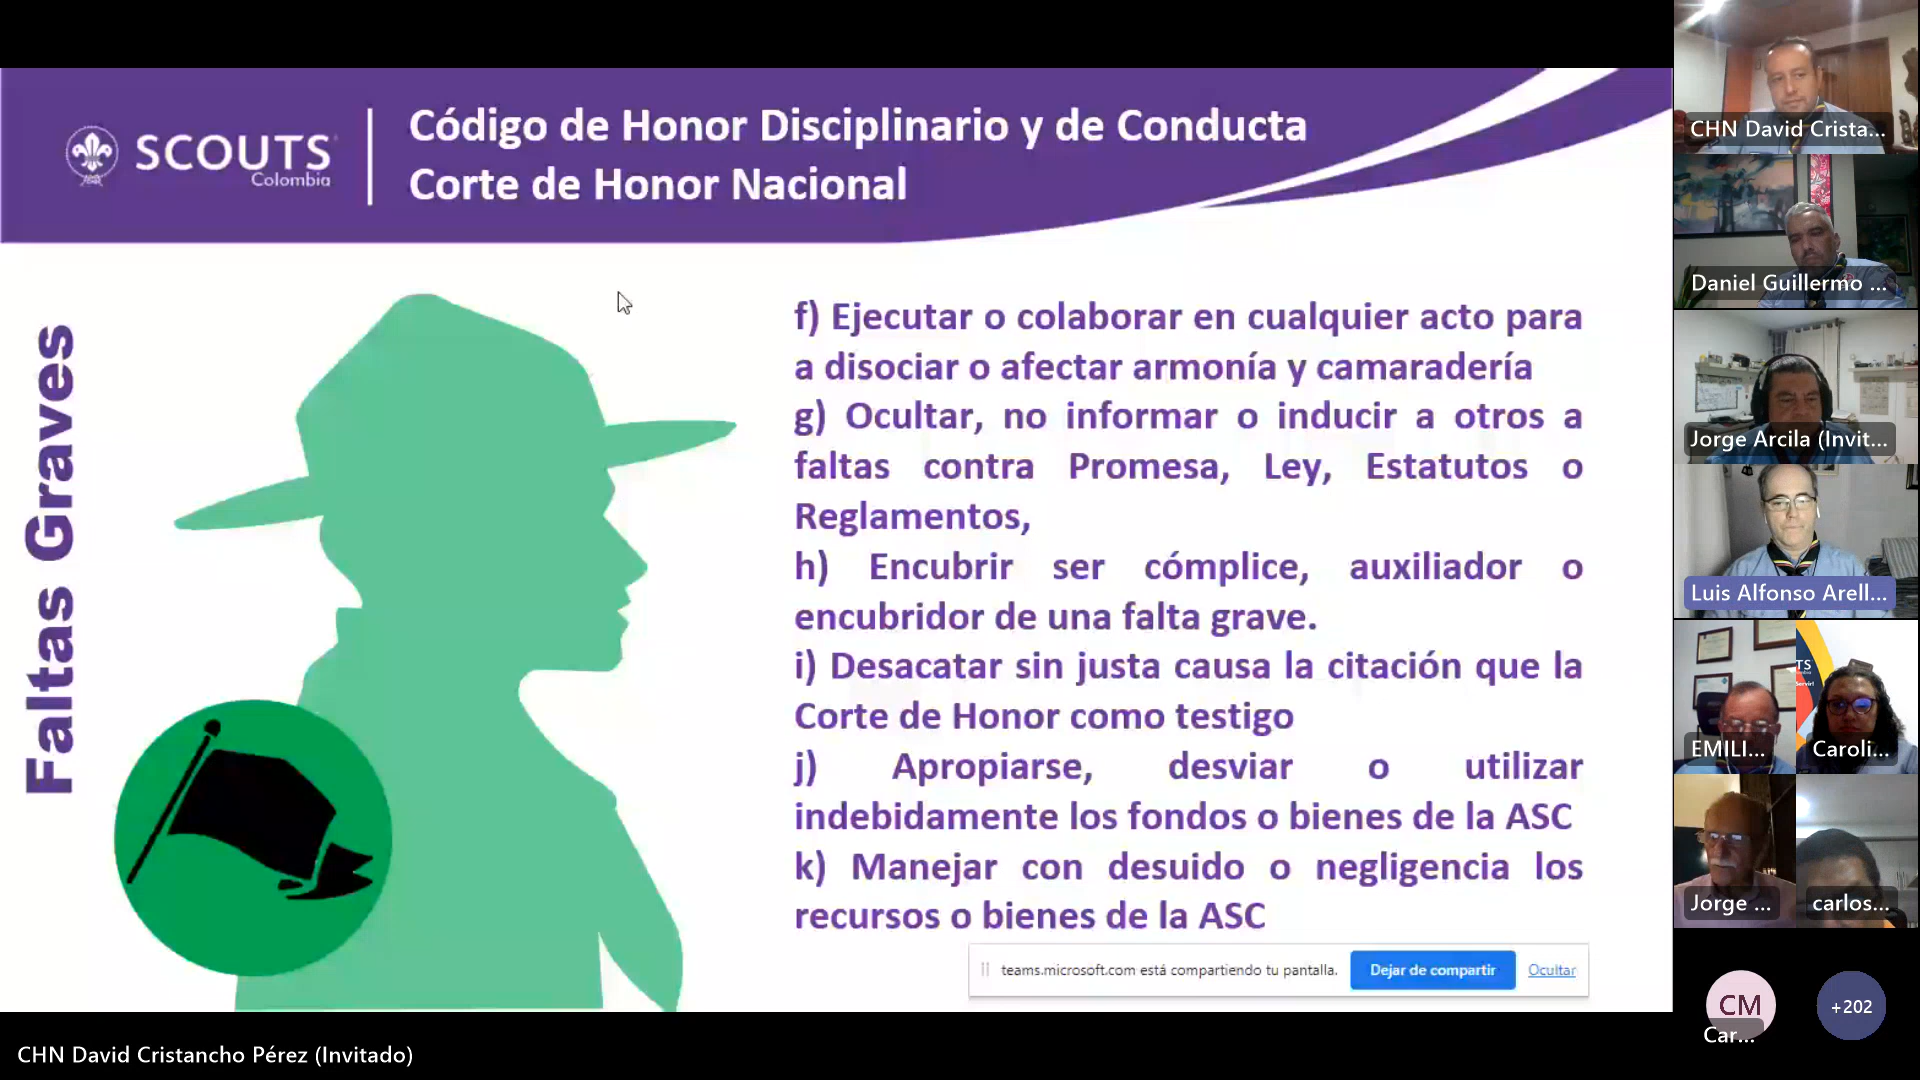 SCOUTS
Colombia
Código de Honor Disciplinario y de Conducta
Corte de Honor Nacional
Faltas Graves
f) Ejecutar o colaborar en cualquier acto para
a disociar o afectar armonía y camaradería
g) Ocultar, no informar o inducir a otros a
faltas contra Promesa, Ley, Estatutos o
Reglamentos,
h) Encubrir ser cómplice, auxiliador o
encubridor de una falta grave.
i) Desacatar sin justa causa la citación que la
Corte de Honor como testigo
j) Apropiarse, desviar o utilizar
indebidamente los fondos o bienes de la ASC
k) Manejar con desuido o negligencia los
recursos o bienes de la ASC
teams.microsoft.com está compartiendo tu pantalla.
Dejar de compartir
Ocultar
CHN David Cristancho Pérez (Invitado)
CHN David Crista...
Daniel Guillermo ...
Jorge Arcila (Invit...
Luis Alfonso Arell...
EMILI...
Caroli...
Jorge ...
carlos...
CM
Car...
+202